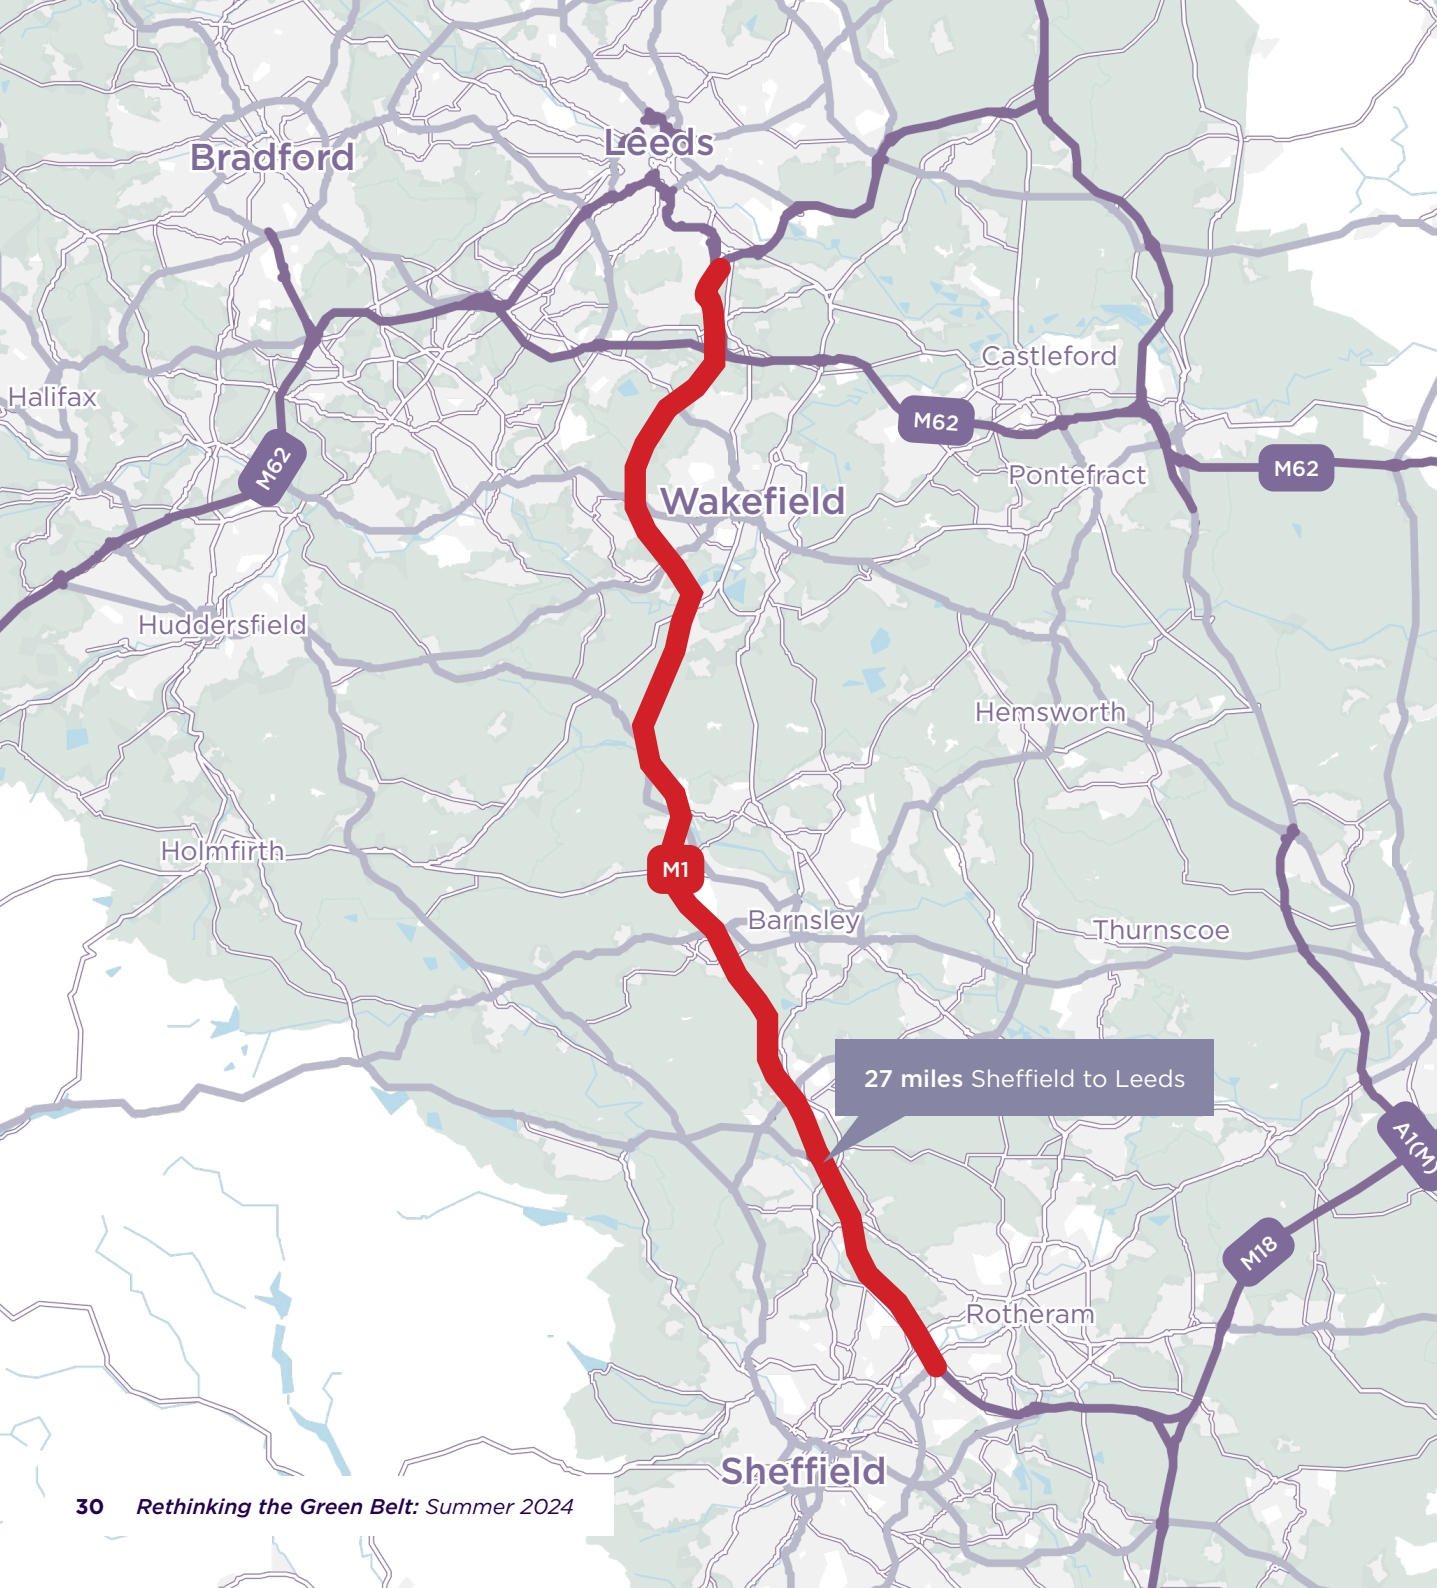 Leeds
Bradford
Castleford
Halifax
M62
M62
M62
Pontefract
Wakefield
Huddersfield
Hemsworth
Holmfirth
M1
Barnsley
Thurnscoe
27 miles Sheffield to Leeds
A1(M)
M18
Rotheram
Sheffield
30 Rethinking the Green Belt: Summer 2024